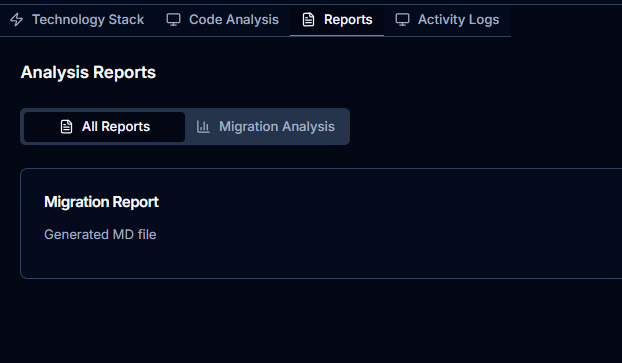 Technology Stack Code Analysis Reports Activity Logs
Analysis Reports
All Reports Migration Analysis
Migration Report
Generated MD file